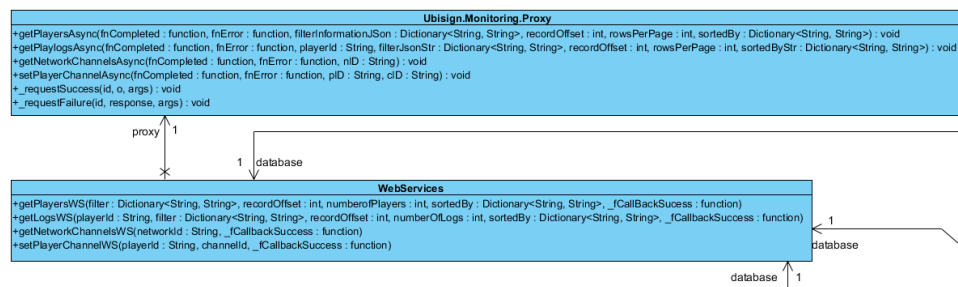 Ubisign.Monitoring.Proxy
+getPlayersAsync(fnCompleted : function, fnError : function, filterInformationJSon : Dictionary<String, String>, recordOffset : int, rowsPerPage : int, sortedBy : Dictionary<String, String>) : void
+getPlaylogsAsync(fnCompleted : function, fnError : function, playerId : String, filterJsonStr : Dictionary<String, String>, recordOffset : int, rowsPerPage : int, sortedByStr : Dictionary<String, String>) : void
+getNetworkChannelsAsync(fnCompleted : function, fnError : function, nID : String) : void
+setPlayerChannelAsync(fnCompleted : function, fnError : function, pID : String, cID : String) : void
+_requestSuccess(id, o, args) : void
+_requestFailure(id, response, args) : void
proxy 1
1 database
WebServices
+getPlayersWS(filter : Dictionary<String, String>, recordOffset : int, numberofPlayers : int, sortedBy : Dictionary<String, String>, _fCallBackSucess : function)
+getLogsWS(playerId : String, filter : Dictionary<String, String>, recordOffset : int, numberOfLogs : int, sortedBy : Dictionary<String, String>, _fCallbackSuccess : function)
+getNetworkChannelsWS(networkId : String, _fCallbackSuccess : function)
+setPlayerChannelWS(playerId : String, channelId, _fCallbackSuccess : function)
1
database
database 1